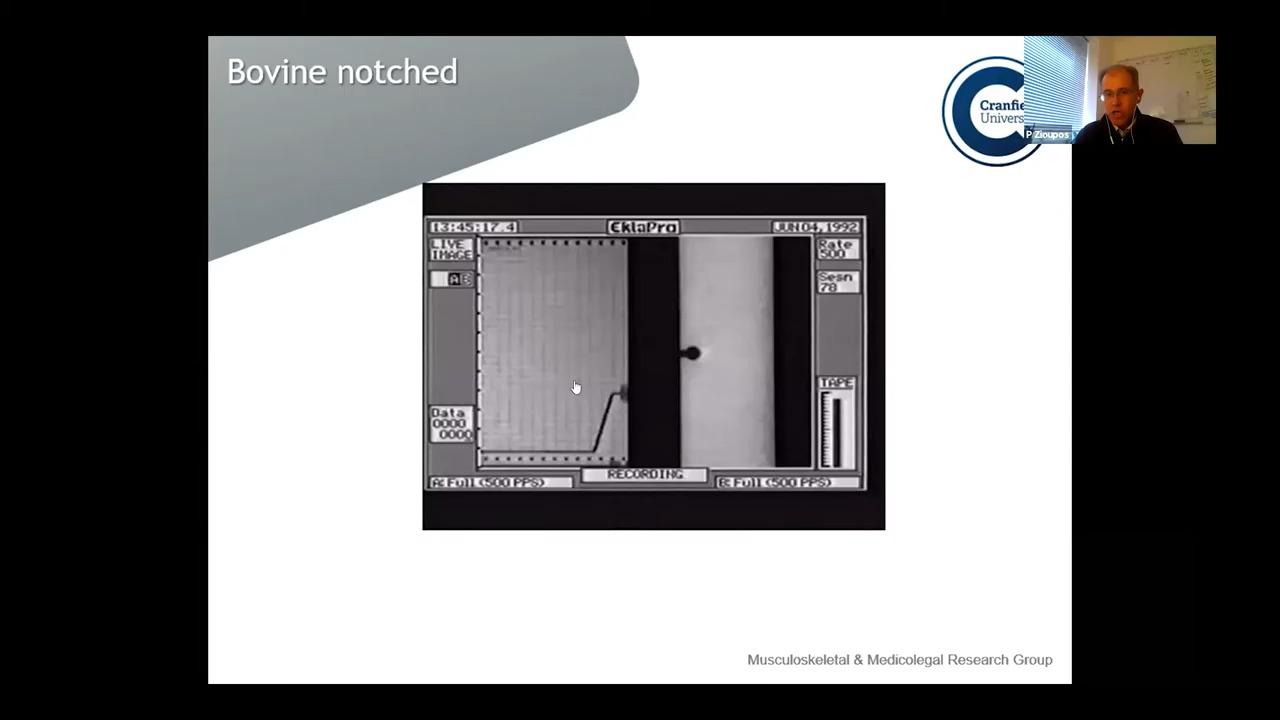 Bovine notched
Cranfie
Univers
P Zioupos
13:45:17.4
EktaPro
JUN 04,1992
LIVE
IMAGE
Rate
500
A B
Sesn
78
TAPE
Data
0000
0000
RECORDING
A: Full (500 PPS)
B: Full (500 PPS)
Musculoskeletal & Medicolegal Research Group